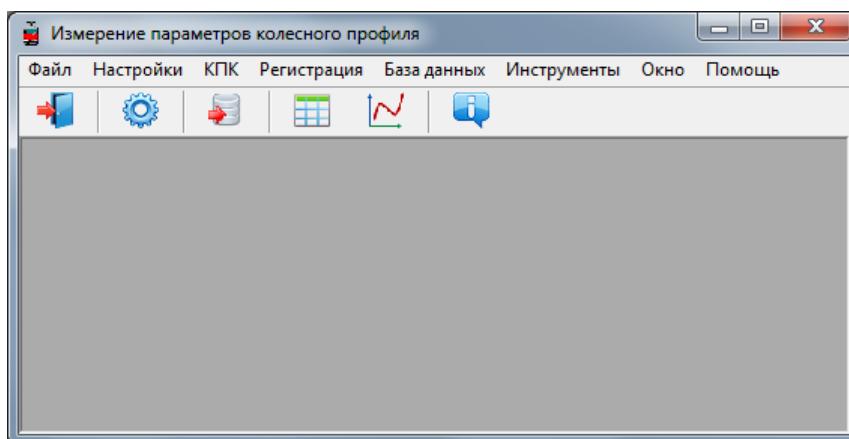 Измерение параметров колесного профиля
Файл Настройки КПК Регистрация База данных Инструменты Окно Помощь